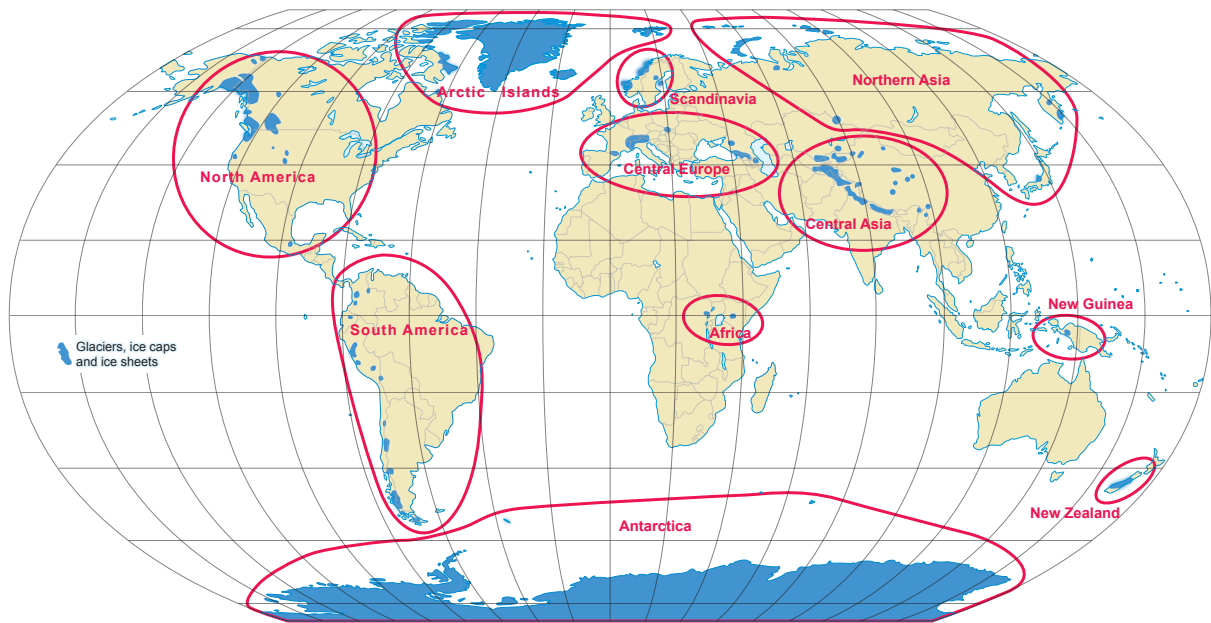 Arctic Islands
Northern Asia
Scandinavia
North America
Central Europe
Central Asia
New Guinea
South America
Africa
Glaciers, ice caps
and ice sheets
New Zealand
Antarctica